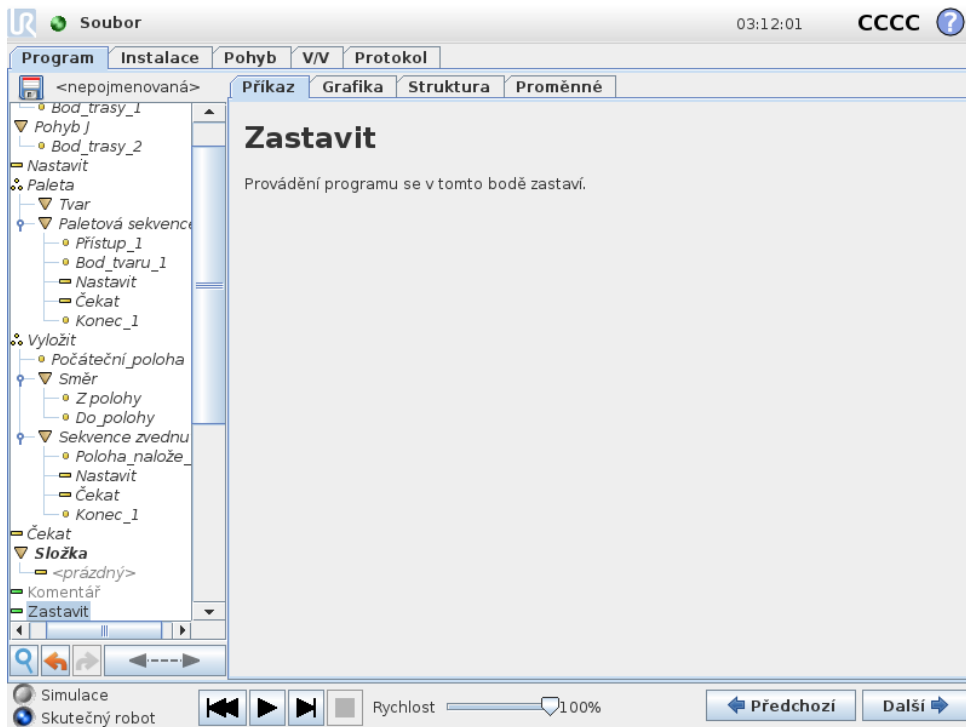 UR Soubor 03:12:01 CCCC ?
Program Instalace Pohyb V/V Protokol
<nepojmenovaná> Příkaz Grafika Struktura Proměnné
Bod_trasy_1
Pohyb J
Bod_trasy_2
Nastavit
Paleta
Tvar
Paletová sekvence
Přístup_1
Bod_tvaru_1
Nastavit
Čekat
Konec_1
Vyložit
Počáteční_poloha
Směr
Z polohy
Do_polohy
Sekvence zvednu
Poloha_nalože_
Nastavit
Čekat
Konec_1
Čekat
Složka
<prázdný>
Komentář
Zastavit
Zastavit
Provádění programu se v tomto bodě zastaví.
Simulace
Skutečný robot
Rychlost 100%
Předchozí Další